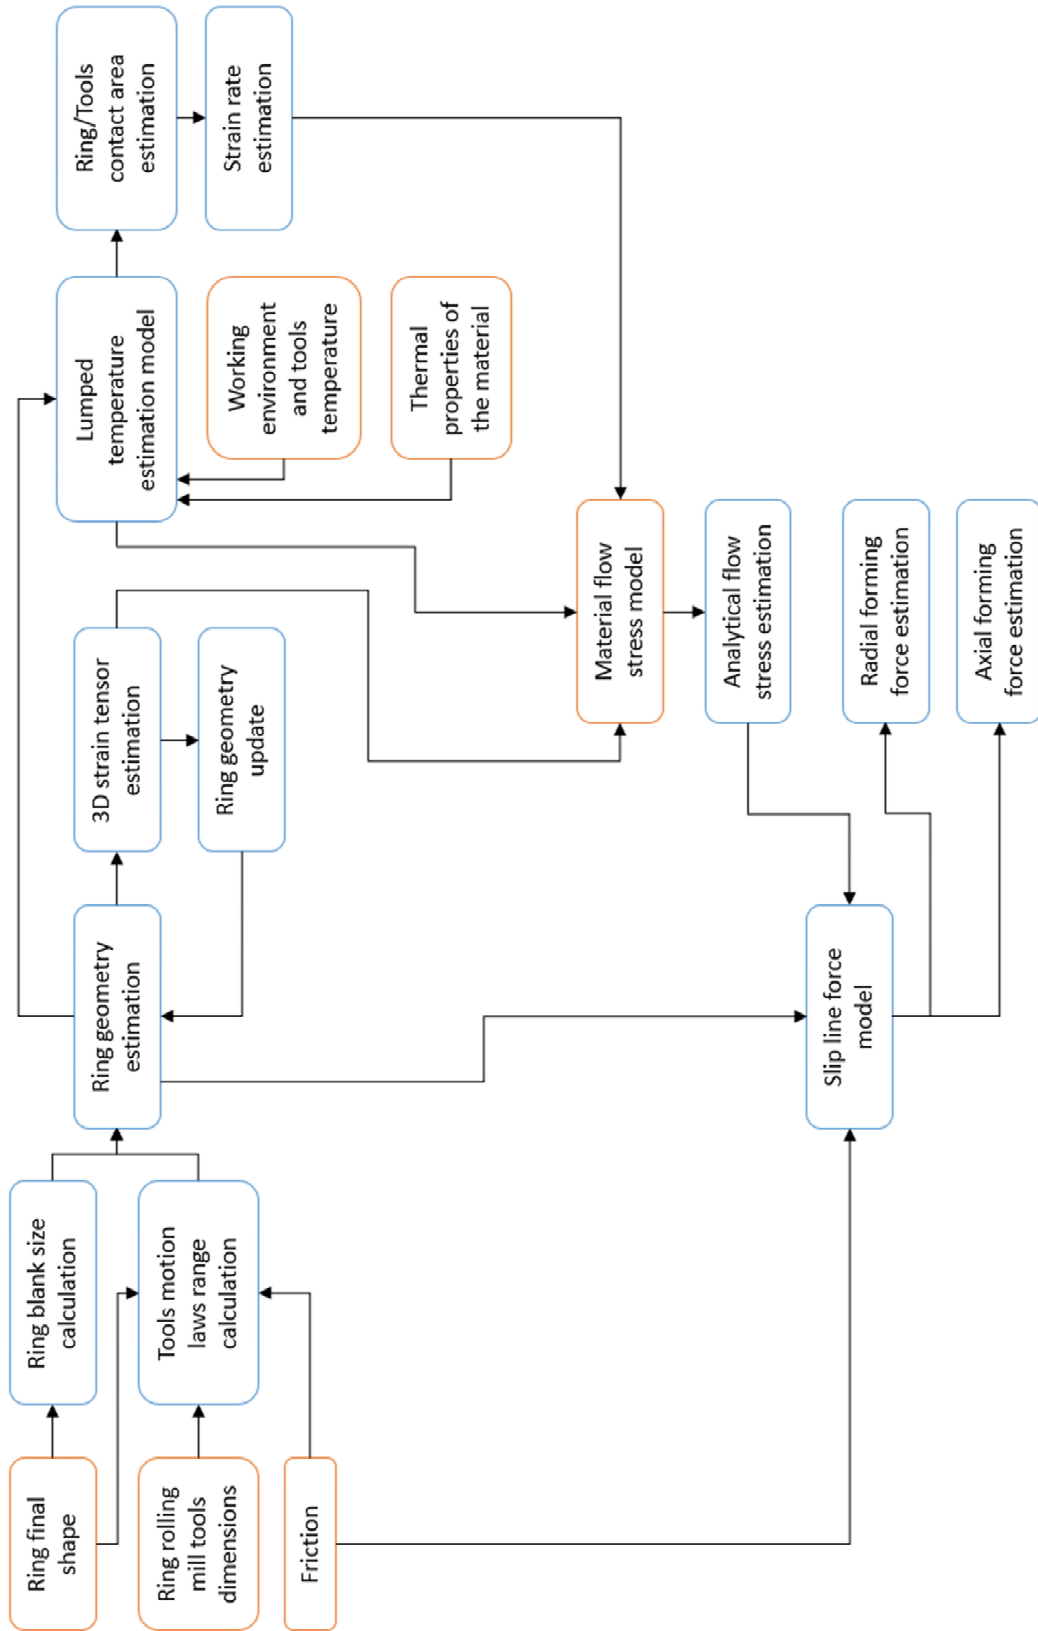 Ring final
shape
Ring rolling
mill tools
dimensions
Friction
Ring blank size
calculation
Tools motion
laws range
calculation
Ring geometry
estimation
3D strain tensor
estimation
Ring geometry
update
Lumped
temperature
estimation model
Working
environment
and tools
temperature
Thermal
properties of
the material
Ring/Tools
contact area
estimation
Strain rate
estimation
Material flow
stress model
Analytical flow
stress estimation
Slip line force
model
Radial forming
force estimation
Axial forming
force estimation